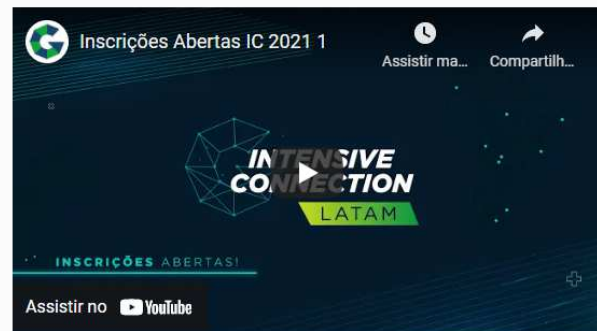 Inscrições Abertas IC 2021 1
Assistir ma...
Compartilh...
INTENSIVE
CONNECTION
LATAM
INSCRIÇÕES ABERTAS!
Assistir no YouTube